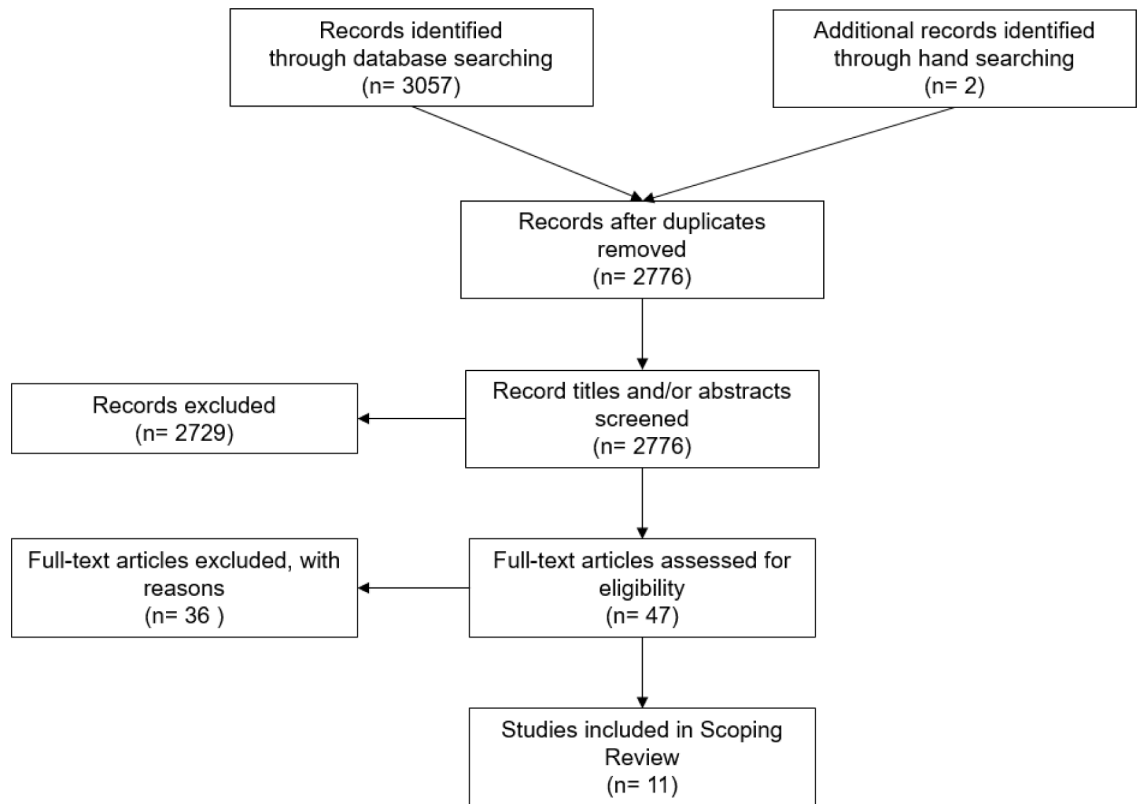 Records identified
through database searching
(n= 3057)
Additional records identified
through hand searching
(n= 2)
Records after duplicates
removed
(n= 2776)
Record titles and/or abstracts
screened
(n= 2776)
Records excluded
(n= 2729)
Full-text articles assessed for
eligibility
(n= 47)
Full-text articles excluded, with
reasons
(n= 36 )
Studies included in Scoping
Review
(n= 11)